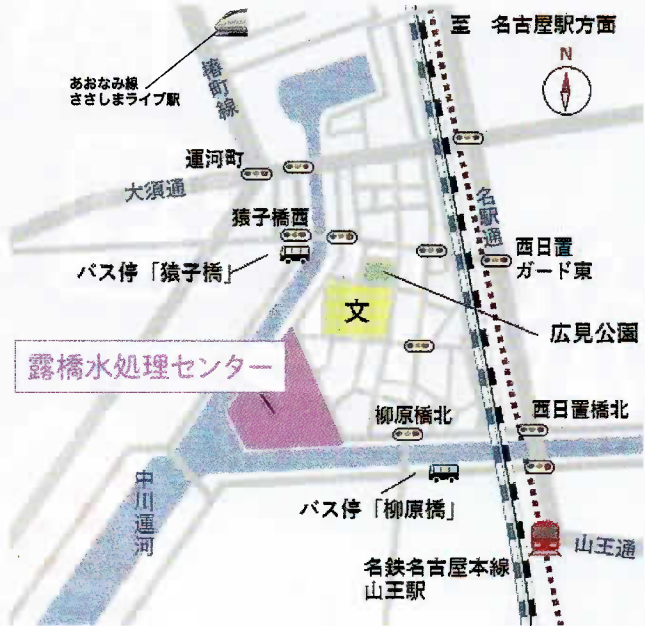 至 名古屋駅方面
N
あおなみ線
ささしまライブ駅
椿町線
運河町
大須通
名駅通
猿子橋西
西日置
ガード東
バス停「猿子橋」
文
広見公園
露橋水処理センター
柳原橋北
西日置橋北
中川運河
バス停「柳原橋」
山王通
名鉄名古屋本線
山王駅